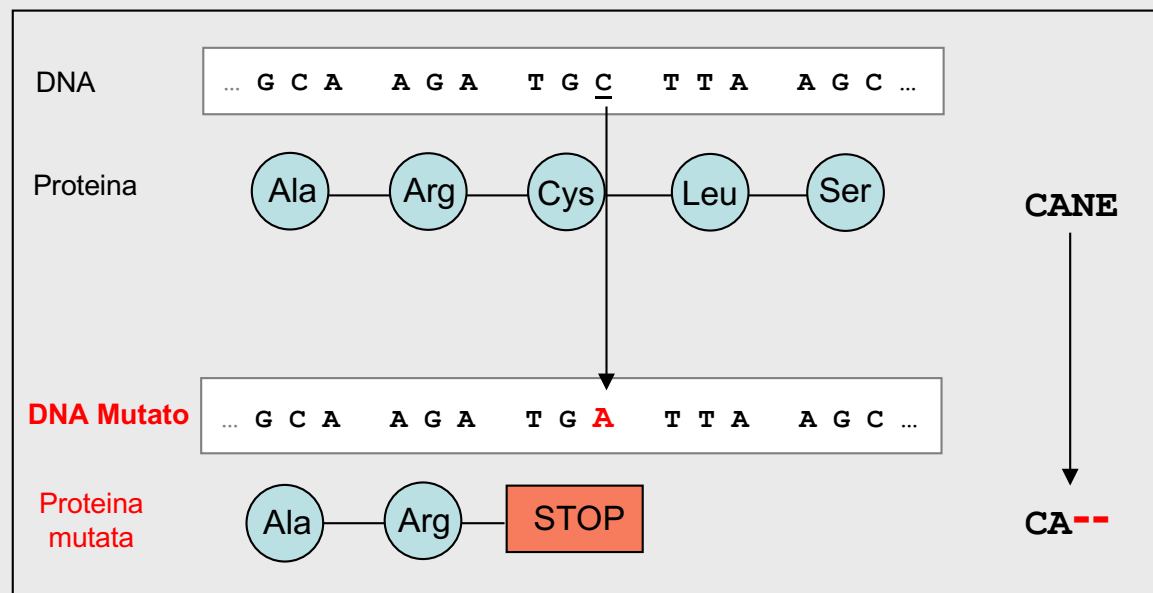 DNA
... G C A A G A T G C T T A A G C ...
Proteina
Ala Arg Cys Leu Ser
CANE
DNA Mutato
... G C A A G A T G A T T A A G C ...
Proteina
mutata
Ala Arg STOP
CA--